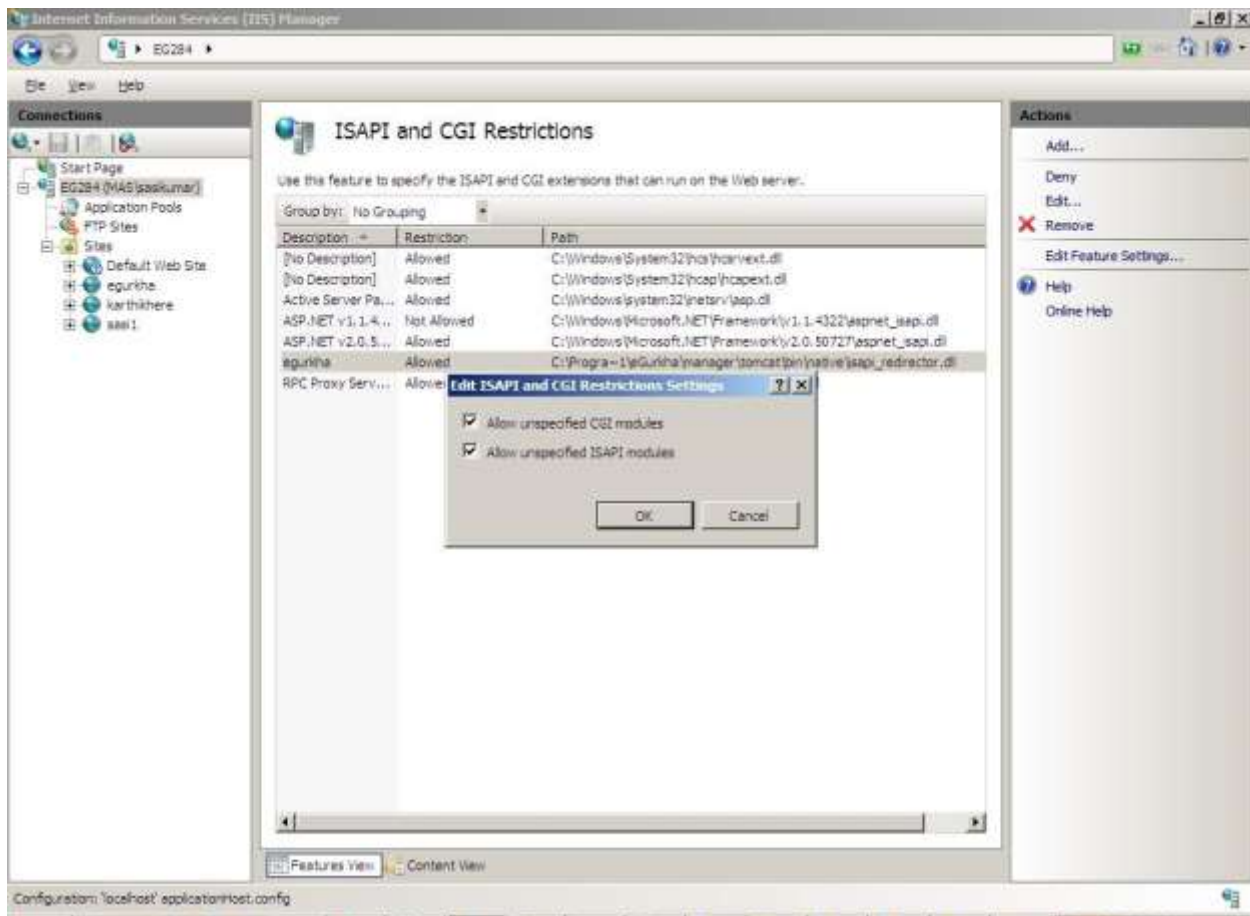 Internet Information Services (IIS) Manager
EG284
File View Help
Connections
Start Page
EG284 (MAS\sasikumar)
Application Pools
FTP Sites
Sites
Default Web Site
egurkha
karthikhere
sasi1
ISAPI and CGI Restrictions
Use this feature to specify the ISAPI and CGI extensions that can run on the Web server.
Group by: No Grouping
Description Restriction Path
[No Description] Allowed C:\Windows\System32\hcs\hcsrvext.dll
[No Description] Allowed C:\Windows\System32\hcap\hcapext.dll
Active Server Pa... Allowed C:\Windows\system32\inetsrv\asp.dll
ASP.NET v1.1.4... Not Allowed C:\Windows\Microsoft.NET\Framework\v1.1.4322\aspnet_isapi.dll
ASP.NET v2.0.5... Allowed C:\Windows\Microsoft.NET\Framework\v2.0.50727\aspnet_isapi.dll
egurkha Allowed C:\Progra~1\eGurkha\manager\tomcat\bin\native\isapi_redirector.dll
RPC Proxy Serv...
Edit ISAPI and CGI Restrictions Settings
Allow unspecified CGI modules
Allow unspecified ISAPI modules
OK Cancel
Features View Content View
Actions
Add...
Deny
Edit...
Remove
Edit Feature Settings...
Help
Online Help
Configuration: 'localhost' applicationHost.config